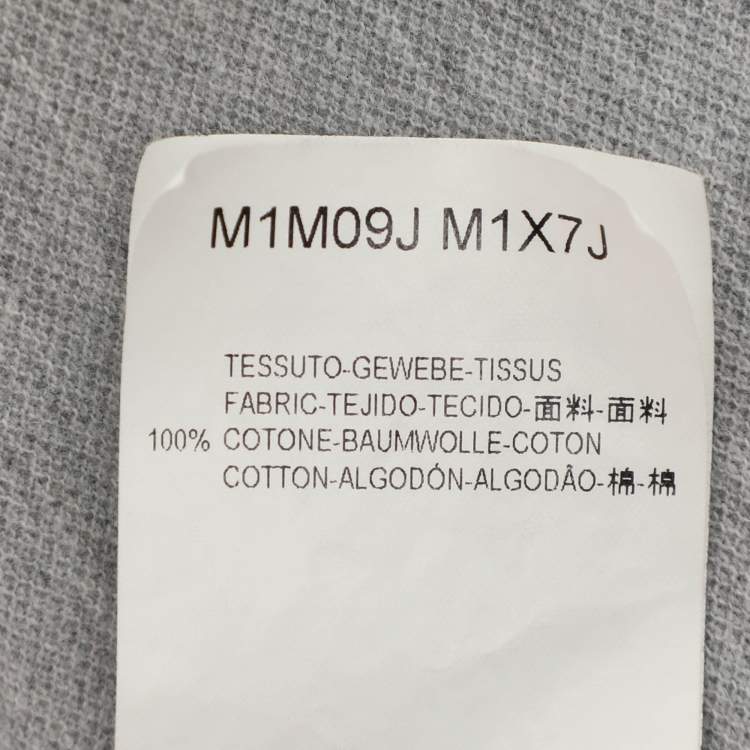 M1M09J M1X7J
TESSUTO-GEWEBE-TISSUS
FABRIC-TEJIDO-TECIDO-面料-面料
100% COTONE-BAUMWOLLE-COTON
COTTON-ALGODÓN-ALGODÃO-棉-棉